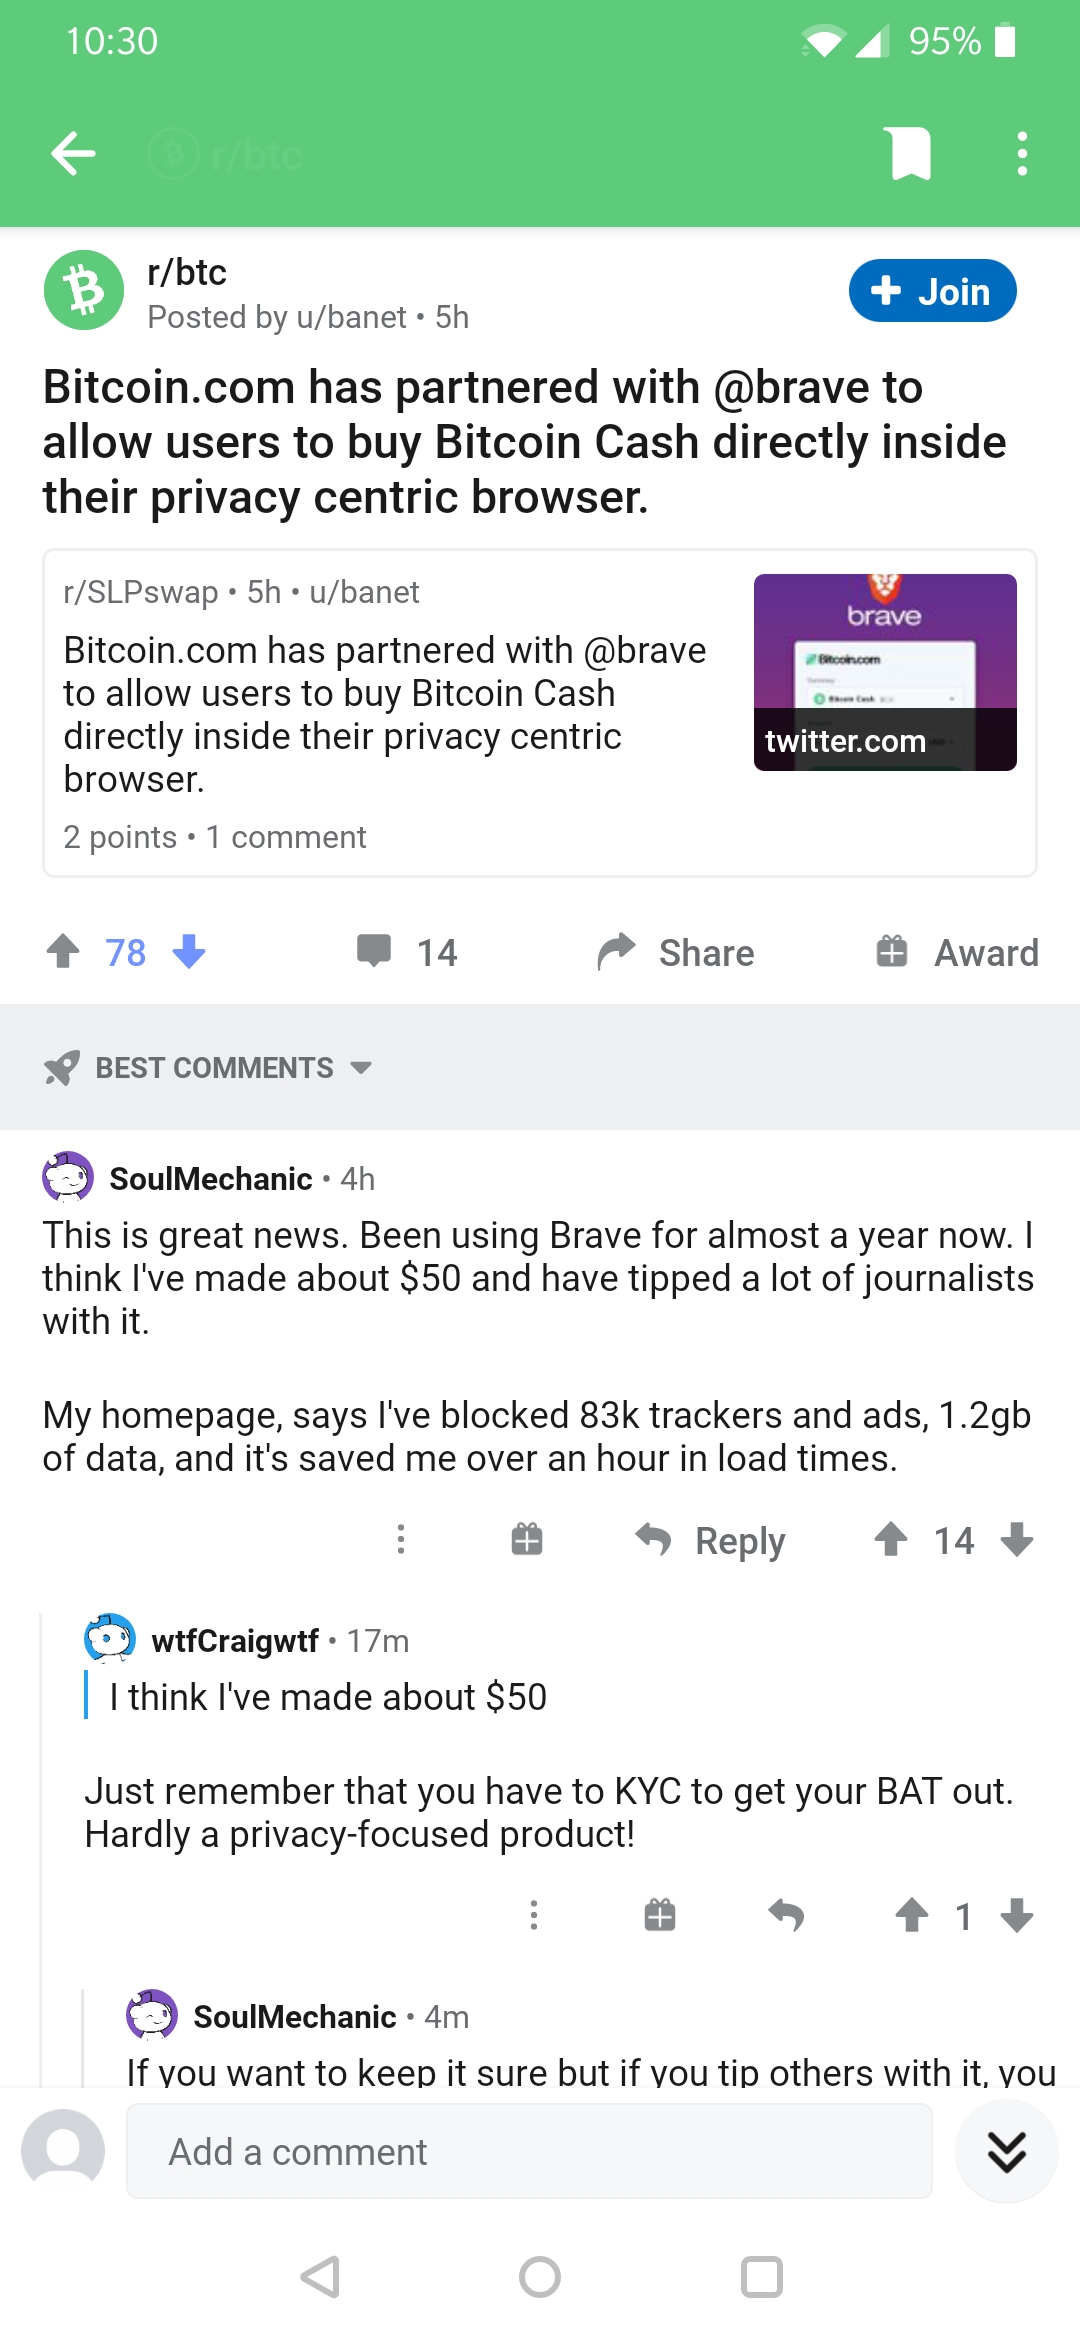 10:30
95%
r/btc
r/btc
Posted by u/banet • 5h
Join
Bitcoin.com has partnered with @brave to
allow users to buy Bitcoin Cash directly inside
their privacy centric browser.
r/SLPswap • 5h • u/banet
Bitcoin.com has partnered with @brave
to allow users to buy Bitcoin Cash
directly inside their privacy centric
browser.
2 points • 1 comment
brave
Bitcoin.com
Bitcoin Cash
twitter.com
78
14
Share
Award
BEST COMMENTS
SoulMechanic • 4h
This is great news. Been using Brave for almost a year now. I
think I've made about $50 and have tipped a lot of journalists
with it.
My homepage, says I've blocked 83k trackers and ads, 1.2gb
of data, and it's saved me over an hour in load times.
Reply
14
wtfCraigwtf • 17m
I think I've made about $50
Just remember that you have to KYC to get your BAT out.
Hardly a privacy-focused product!
1
SoulMechanic • 4m
If you want to keep it sure but if you tip others with it, you
Add a comment